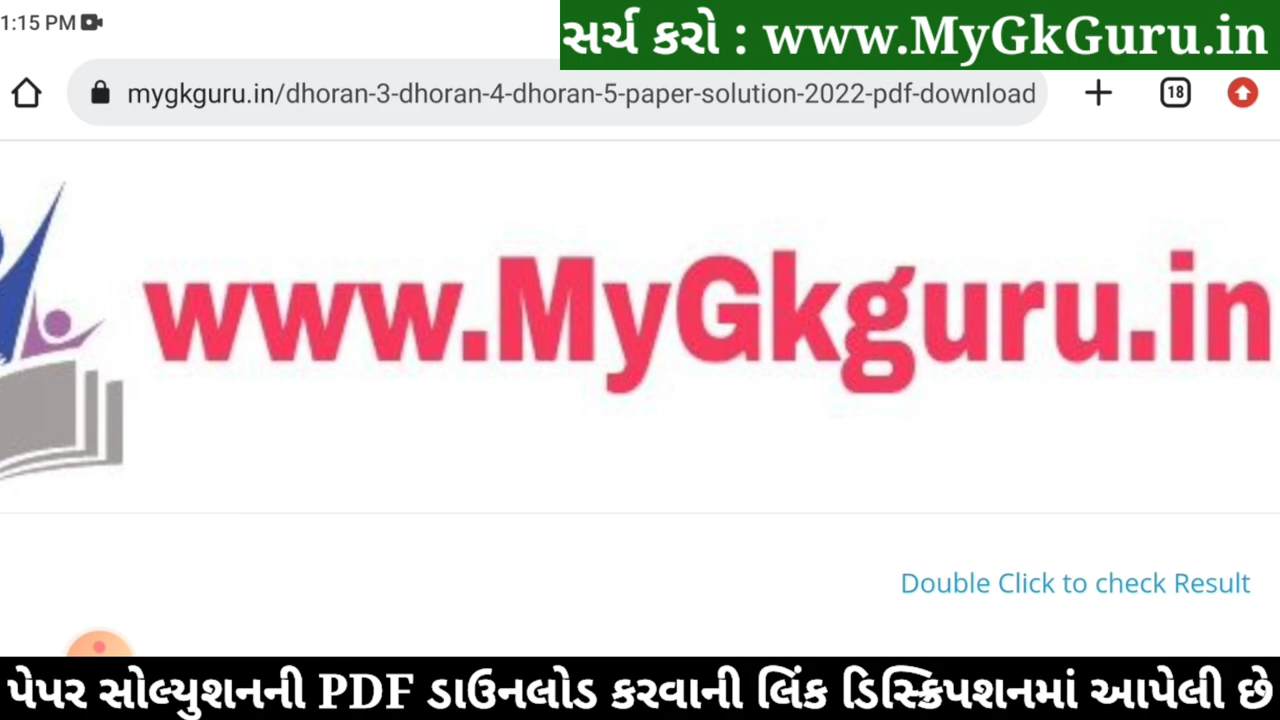 1:15 PM
સર્ચ કરો : www.MyGkGuru.in
mygkguru.in/dhoran-3-dhoran-4-dhoran-5-paper-solution-2022-pdf-download
18
www.MyGkguru.in
Double Click to check Result
પેપર સોલ્યુશનની PDF ડાઉનલોડ કરવાની લિંક ડિસ્ક્રિપશનમાં આપેલી છે